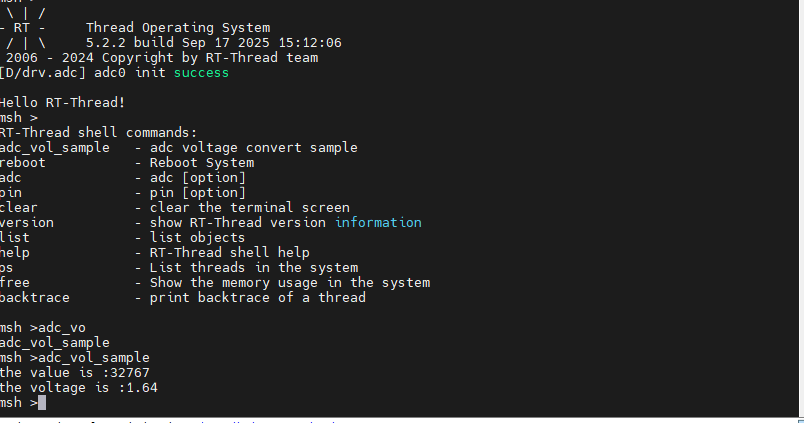 \ | /
- RT -     Thread Operating System
/ | \     5.2.2 build Sep 17 2025 15:12:06
2006 - 2024 Copyright by RT-Thread team
[D/drv.adc] adc0 init success
Hello RT-Thread!
msh >
RT-Thread shell commands:
adc_vol_sample   - adc voltage convert sample
reboot           - Reboot System
adc              - adc [option]
pin              - pin [option]
clear            - clear the terminal screen
version          - show RT-Thread version information
list             - list objects
help             - RT-Thread shell help
ps               - List threads in the system
free             - Show the memory usage in the system
backtrace        - print backtrace of a thread
msh >adc_vo
adc_vol_sample
msh >adc_vol_sample
the value is :32767
the voltage is :1.64
msh >